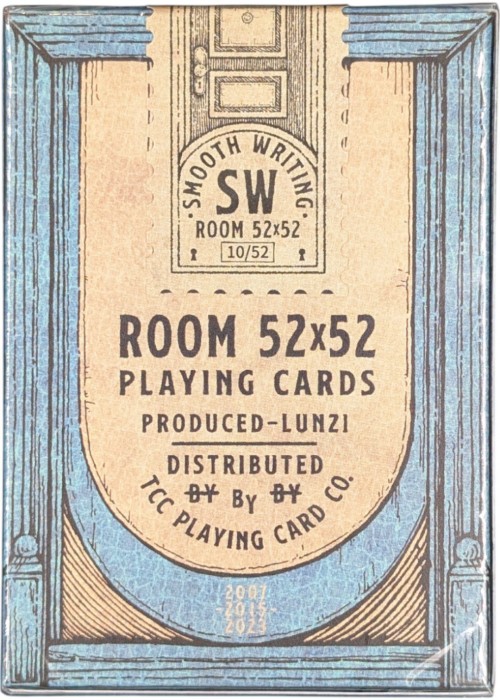 ·SMOOTH WRITING·
SW
ROOM 52x52
10/52
ROOM 52x52
PLAYING CARDS
PRODUCED-LUNZI
DISTRIBUTED
BY By BY
TCC PLAYING CARD CO.
2007
-2015-
2023